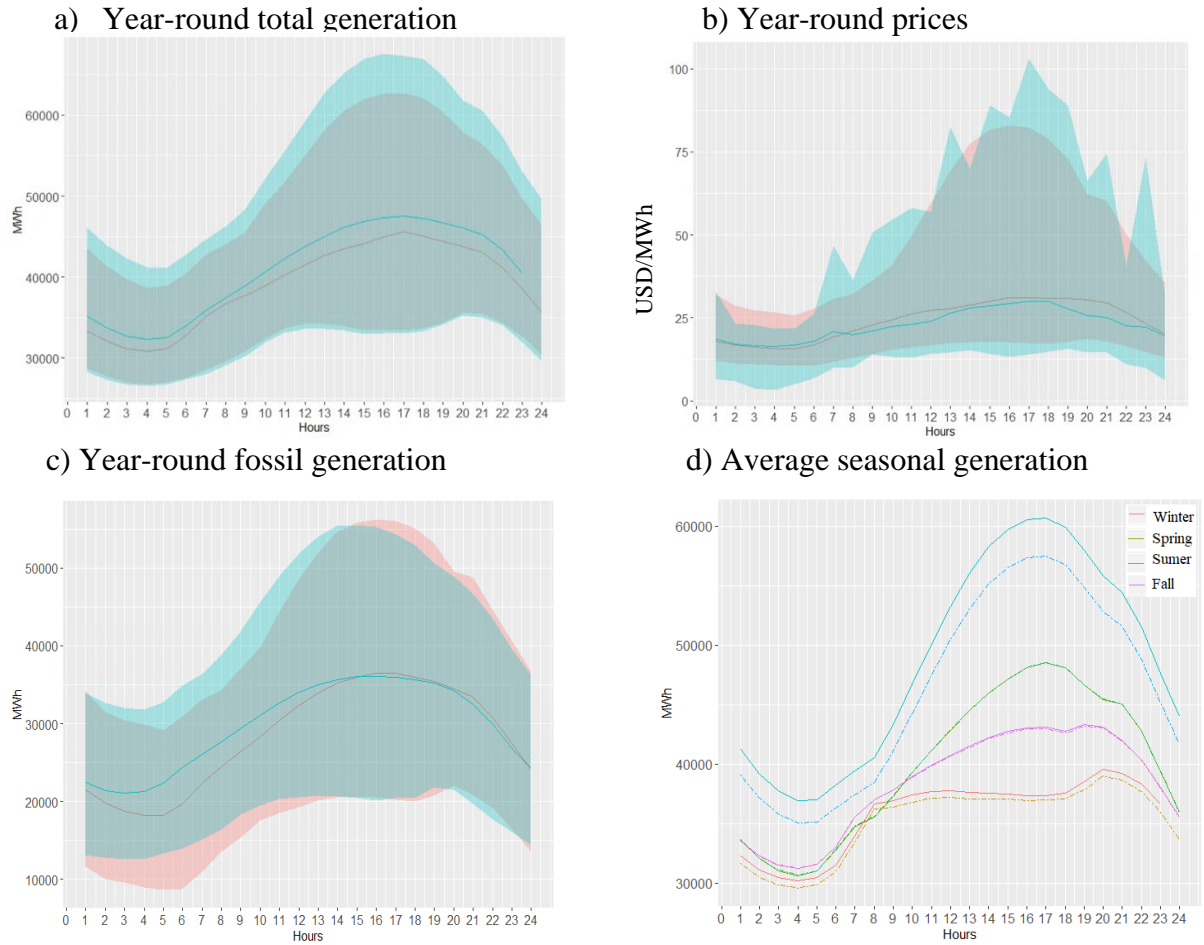 a) Year-round total generation
MWh
60000
50000
40000
30000
0 1 2 3 4 5 6 7 8 9 10 11 12 13 14 15 16 17 18 19 20 21 22 23 24
Hours
b) Year-round prices
USD/MWh
100
75
50
25
0
0 1 2 3 4 5 6 7 8 9 10 11 12 13 14 15 16 17 18 19 20 21 22 23 24
Hours
c) Year-round fossil generation
MWh
50000
40000
30000
20000
10000
0 1 2 3 4 5 6 7 8 9 10 11 12 13 14 15 16 17 18 19 20 21 22 23 24
Hours
d) Average seasonal generation
MWh
60000
50000
40000
30000
Winter
Spring
Sumer
Fall
0 1 2 3 4 5 6 7 8 9 10 11 12 13 14 15 16 17 18 19 20 21 22 23 24
Hours